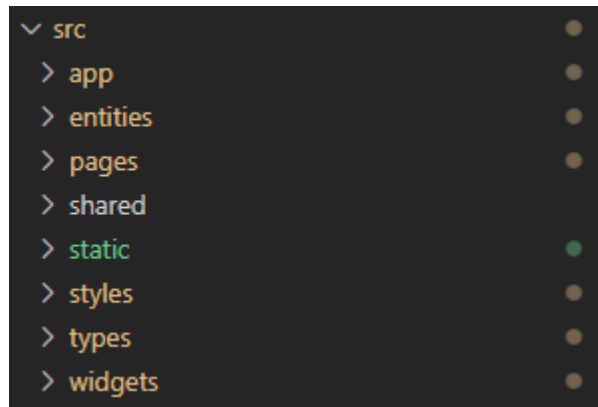 src
app
entities
pages
shared
static
styles
types
widgets